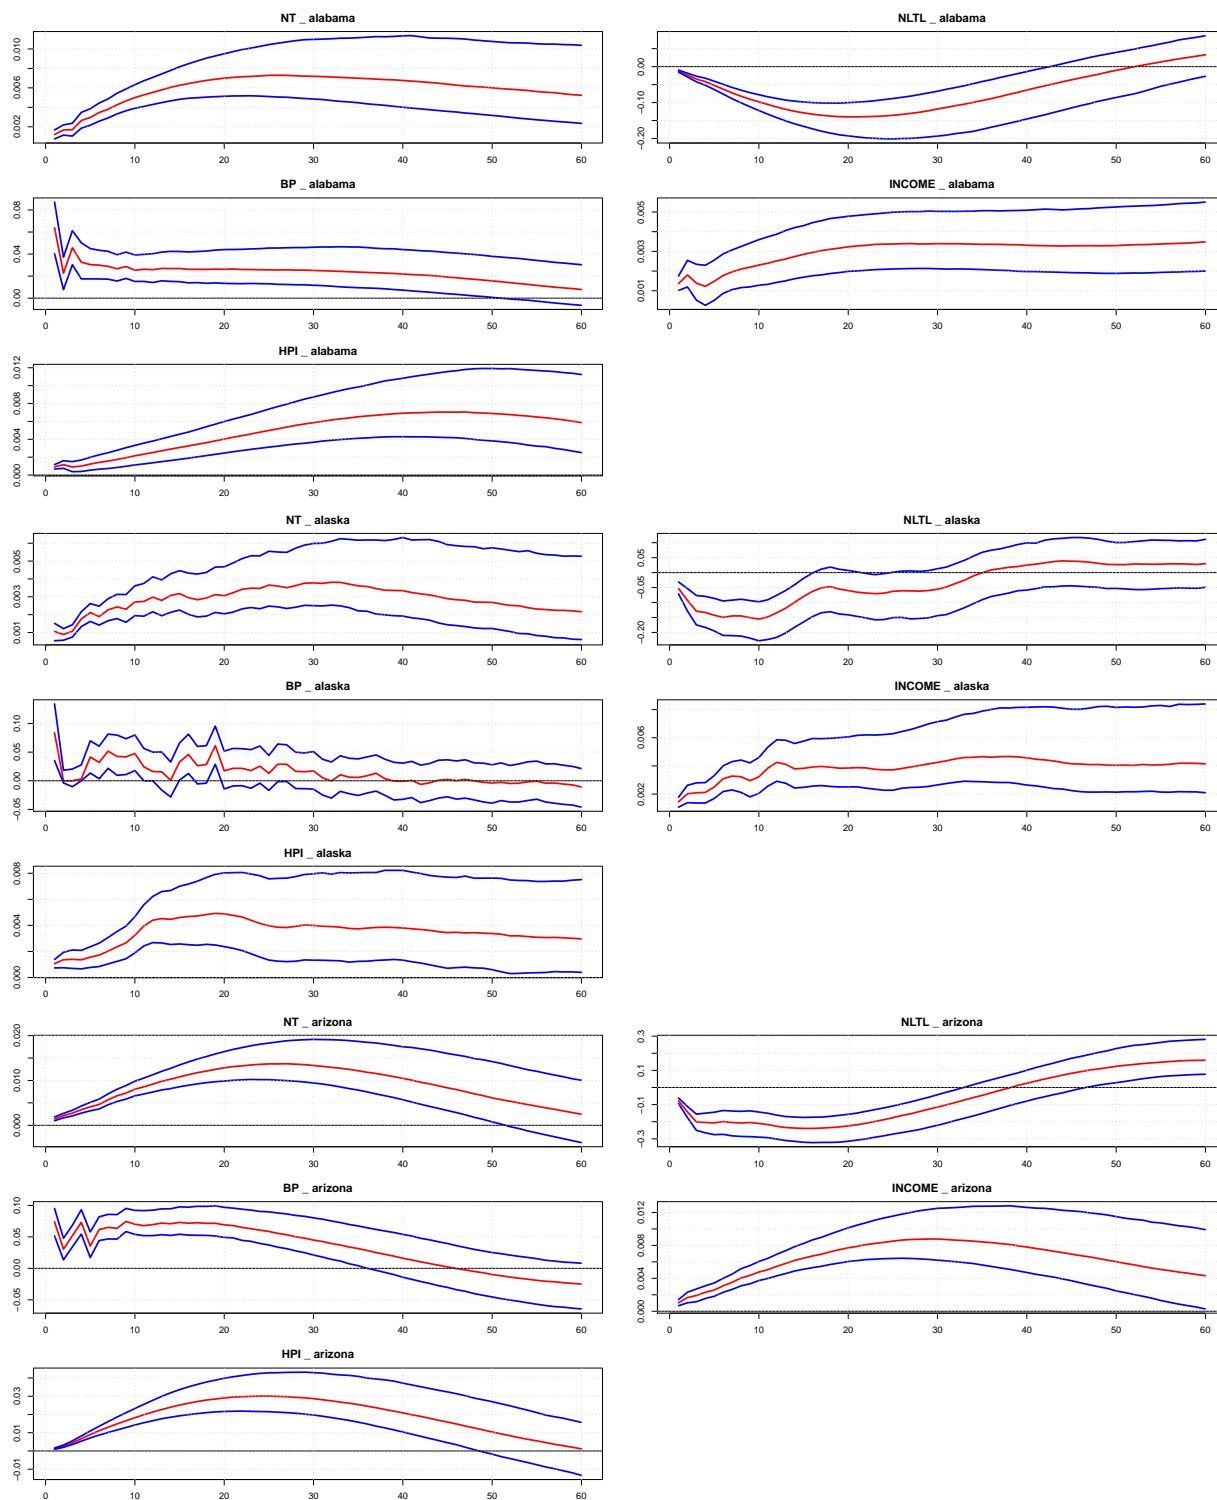 NT _ alabama
0.002 0.006 0.010
0 10 20 30 40 50 60
NLTL _ alabama
−0.20 −0.10 0.00
0 10 20 30 40 50 60
BP _ alabama
0.00 0.04 0.08
0 10 20 30 40 50 60
INCOME _ alabama
0.001 0.003 0.005
0 10 20 30 40 50 60
HPI _ alabama
0.000 0.004 0.008 0.012
0 10 20 30 40 50 60
NT _ alaska
0.001 0.003 0.005
0 10 20 30 40 50 60
NLTL _ alaska
−0.20 −0.05 0.05
0 10 20 30 40 50 60
BP _ alaska
−0.05 0.00 0.05 0.10
0 10 20 30 40 50 60
INCOME _ alaska
0.002 0.006
0 10 20 30 40 50 60
HPI _ alaska
0.000 0.004 0.008
0 10 20 30 40 50 60
NT _ arizona
0.000 0.010 0.020
0 10 20 30 40 50 60
NLTL _ arizona
−0.3 −0.1 0.1 0.3
0 10 20 30 40 50 60
BP _ arizona
−0.05 0.00 0.05 0.10
0 10 20 30 40 50 60
INCOME _ arizona
0.000 0.004 0.008 0.012
0 10 20 30 40 50 60
HPI _ arizona
−0.01 0.01 0.03
0 10 20 30 40 50 60